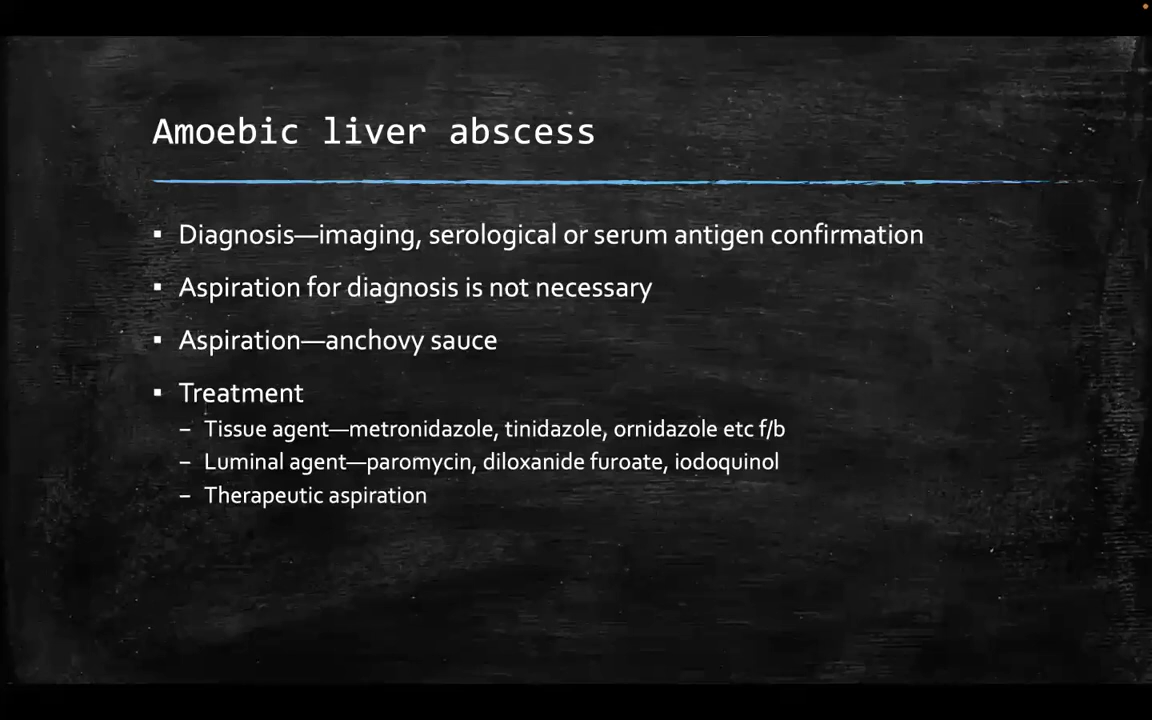 Amoebic liver abscess
▪ Diagnosis—imaging, serological or serum antigen confirmation
▪ Aspiration for diagnosis is not necessary
▪ Aspiration—anchovy sauce
▪ Treatment
– Tissue agent—metronidazole, tinidazole, ornidazole etc f/b
– Luminal agent—paromycin, diloxanide furoate, iodoquinol
– Therapeutic aspiration